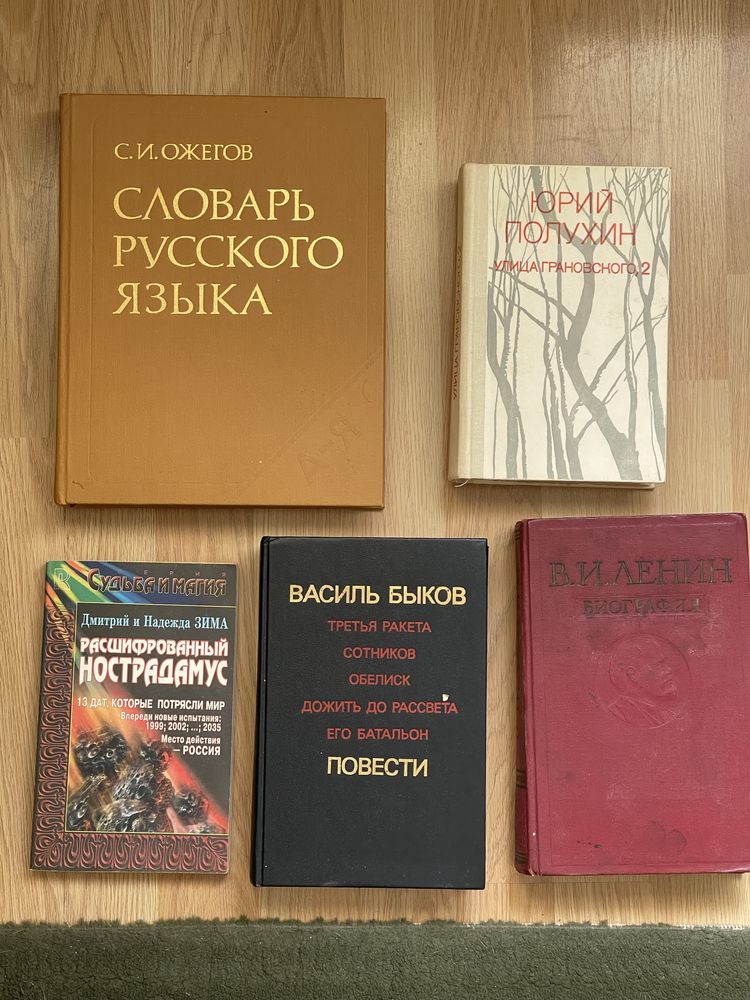 С.И.ОЖЕГОВ
СЛОВАРЬ
РУССКОГО
ЯЗЫКА
А-Я
ЮРИЙ
ПОЛУХИН
УЛИЦА ГРАНОВСКОГО, 2
СУДЬБА И МАГИЯ
Дмитрий и Надежда ЗИМА
РАСШИФРОВАННЫЙ
НОСТРАДАМУС
13 ДАТ, КОТОРЫЕ ПОТРЯСЛИ МИР
Впереди новые испытания:
1999; 2002; ...; 2035
Место действия
— РОССИЯ
ВАСИЛЬ БЫКОВ
ТРЕТЬЯ РАКЕТА
СОТНИКОВ
ОБЕЛИСК
ДОЖИТЬ ДО РАССВЕТА
ЕГО БАТАЛЬОН
ПОВЕСТИ
В.И.ЛЕНИН
БИОГРАФИЯ